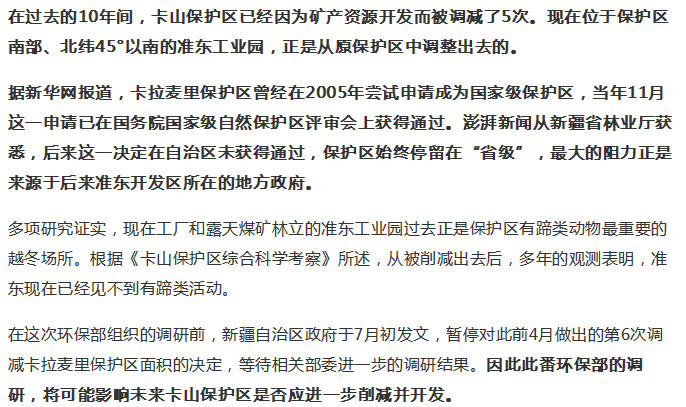 在过去的10年间，卡山保护区已经因为矿产资源开发而被调减了5次。现在位于保护区
南部、北纬45°以南的准东工业园，正是从原保护区中调整出去的。
据新华网报道，卡拉麦里保护区曾经在2005年尝试申请成为国家级保护区，当年11月
这一申请已在国务院国家级自然保护区评审会上获得通过。澎湃新闻从新疆省林业厅获
悉，后来这一决定在自治区未获得通过，保护区始终停留在“省级”，最大的阻力正是
来源于后来准东开发区所在的地方政府。
多项研究证实，现在工厂和露天煤矿林立的准东工业园过去正是保护区有蹄类动物最重要的
越冬场所。根据《卡山保护区综合科学考察》所述，从被削减出去后，多年的观测表明，准
东现在已经见不到有蹄类活动。
在这次环保部组织的调研前，新疆自治区政府于7月初发文，暂停对此前4月做出的第6次调
减卡拉麦里保护区面积的决定，等待相关部委进一步的调研结果。因此此番环保部的调
研，将可能影响未来卡山保护区是否应进一步削减并开发。